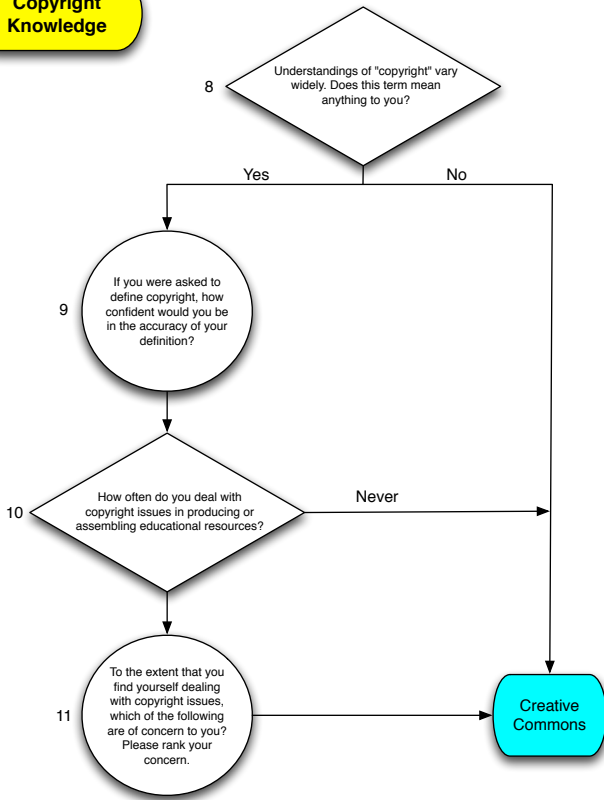 Copyright
Knowledge
8
Understandings of "copyright" vary
widely. Does this term mean
anything to you?
Yes
No
9
If you were asked to
define copyright, how
confident would you be
in the accuracy of your
definition?
10
How often do you deal with
copyright issues in producing or
assembling educational resources?
Never
11
To the extent that you
find yourself dealing
with copyright issues,
which of the following
are of concern to you?
Please rank your
concern.
Creative
Commons